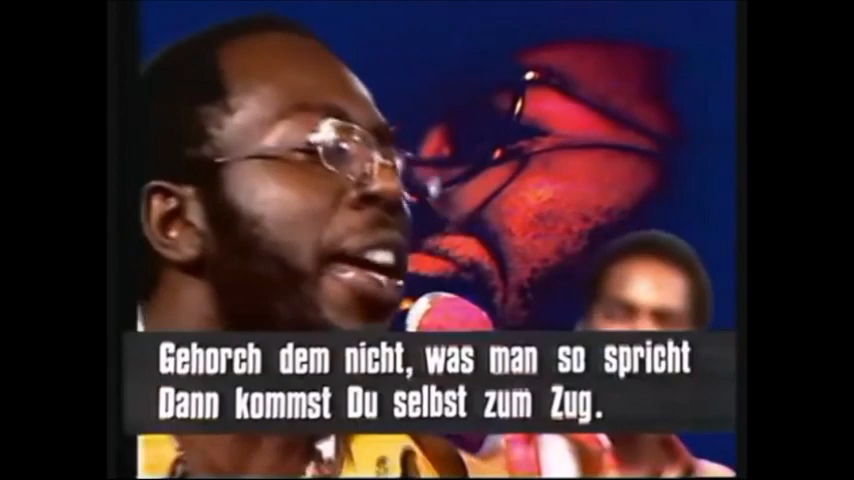 Gehorch dem nicht, was man so spricht
Dann kommst Du selbst zum Zug.